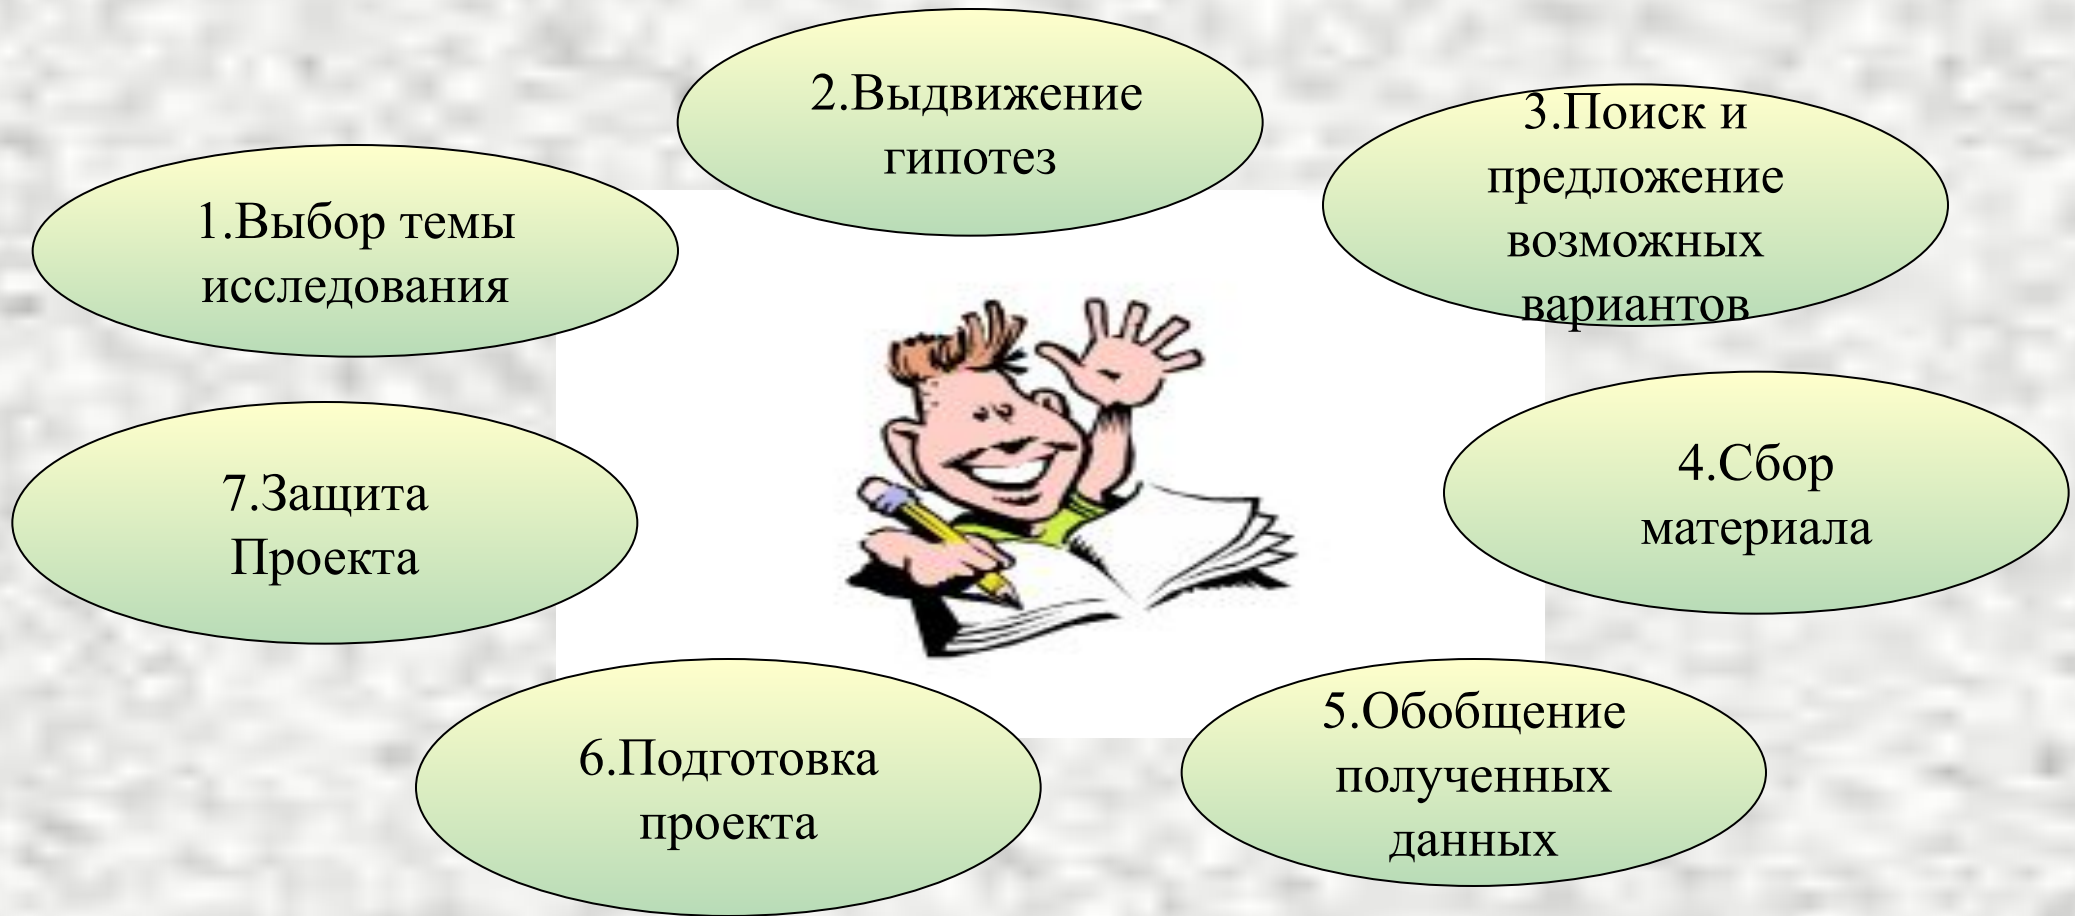 1.Выбор темы
исследования
2.Выдвижение
гипотез
3.Поиск и
предложение
возможных
вариантов
4.Сбор
материала
5.Обобщение
полученных
данных
6.Подготовка
проекта
7.Защита
Проекта